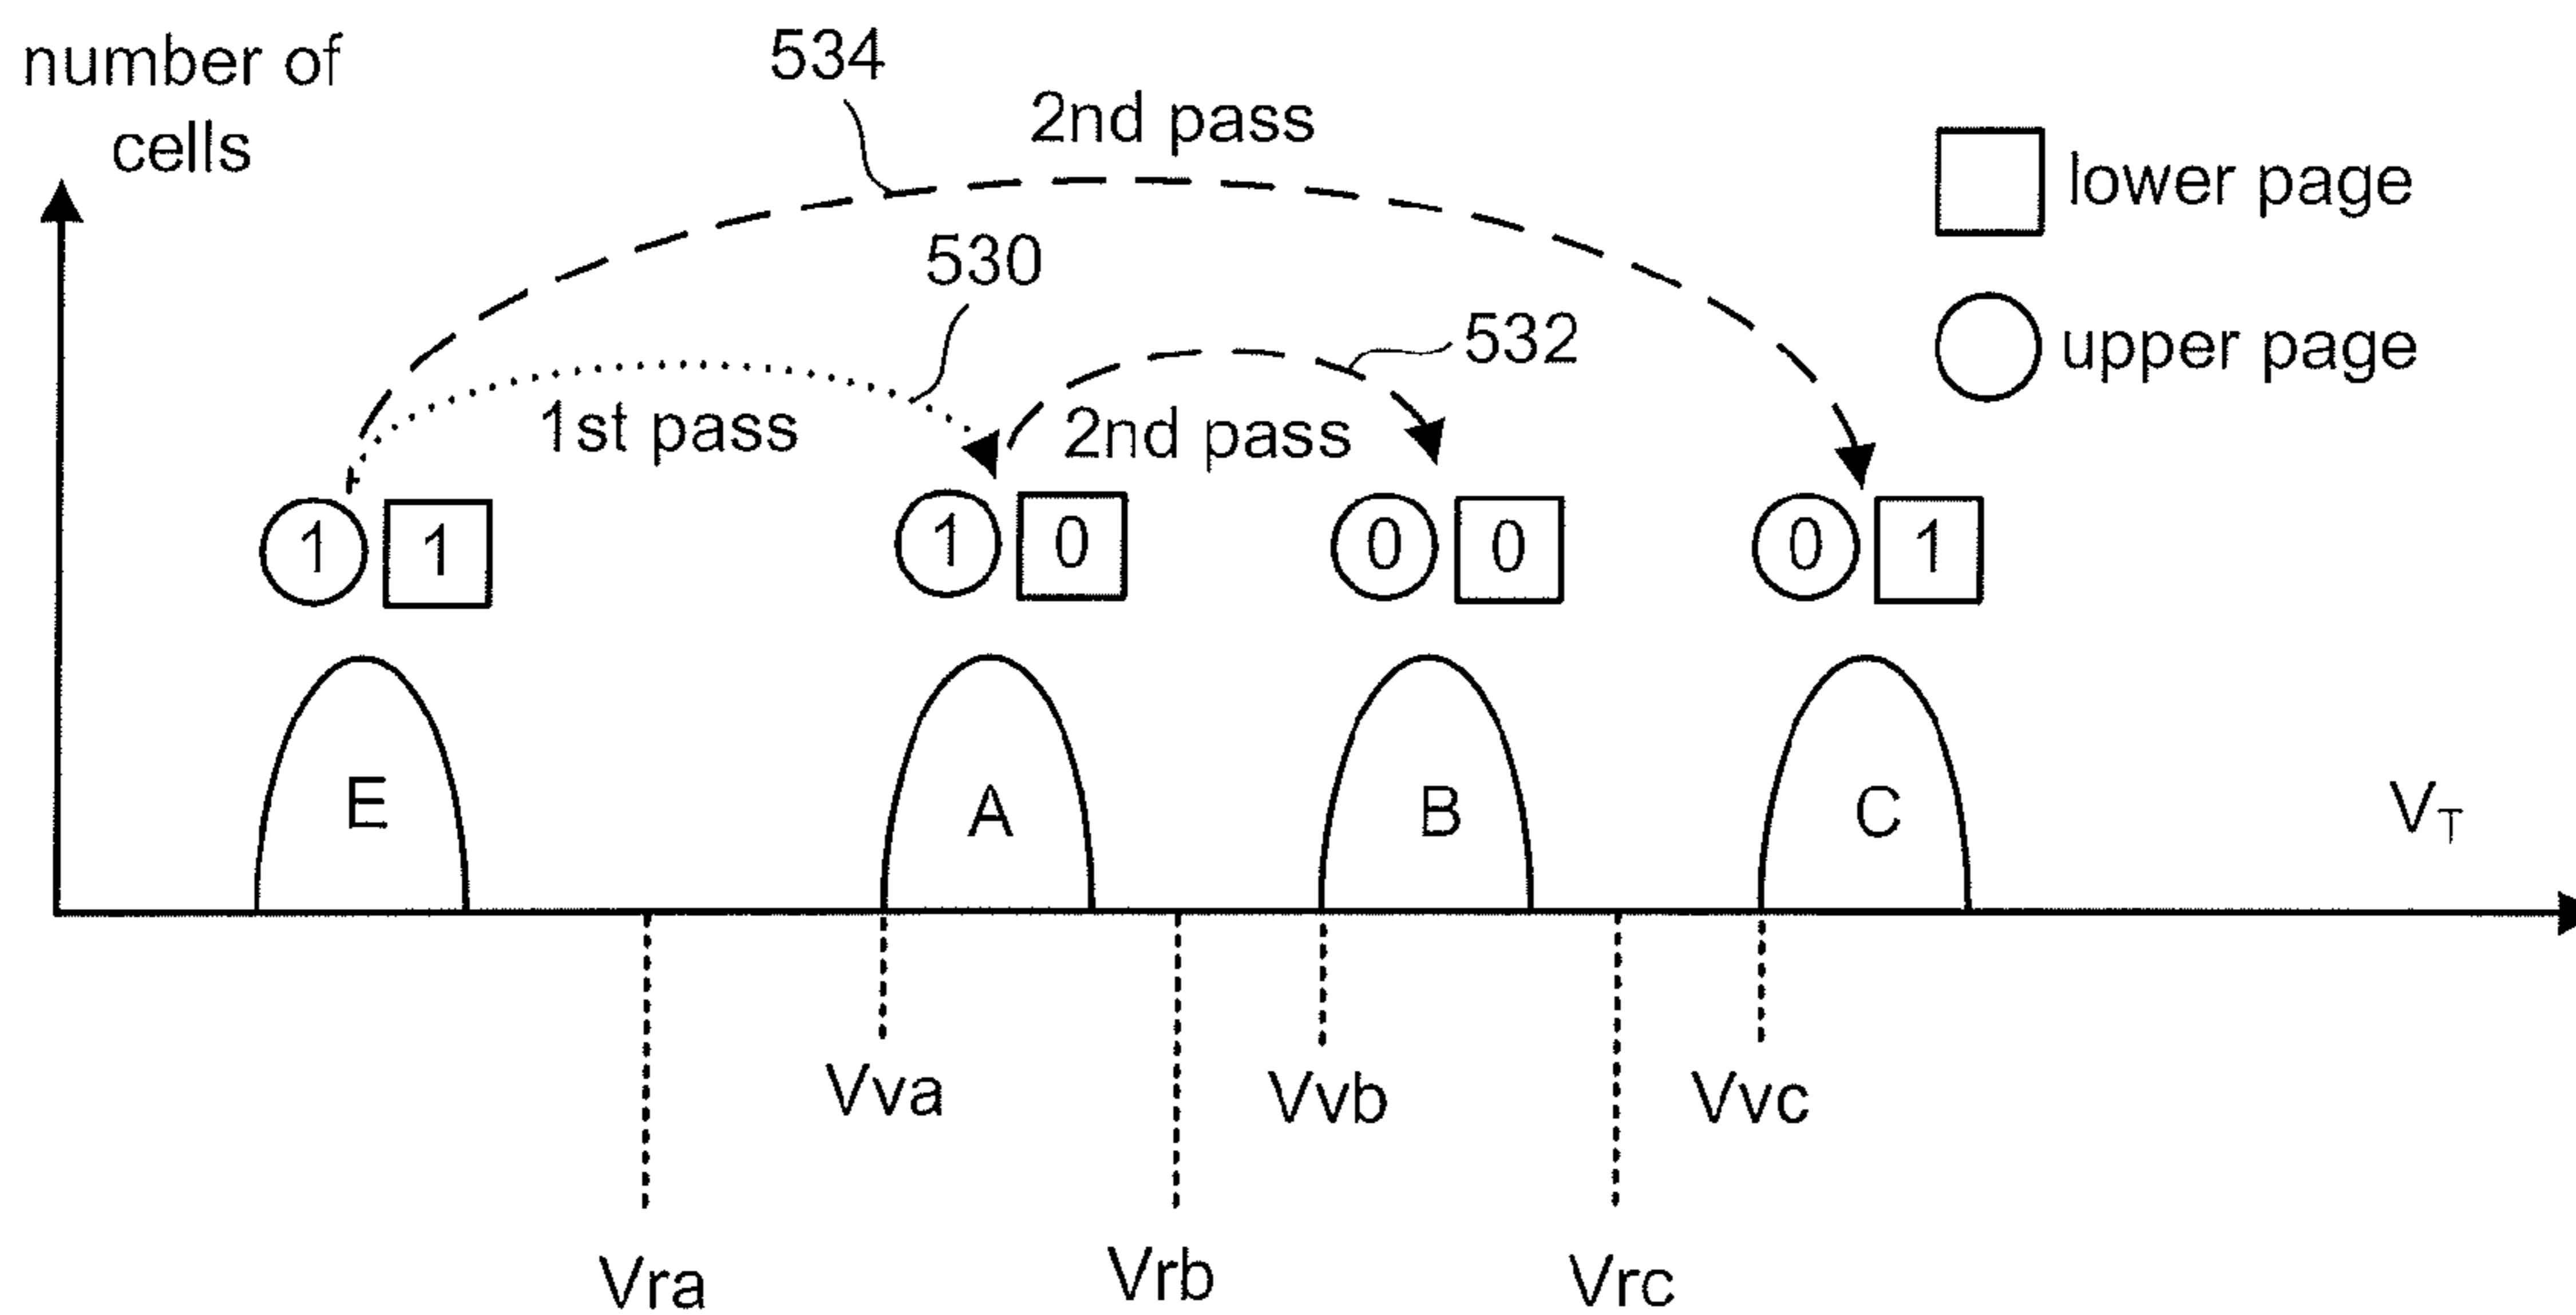 number of
cells
534
2nd pass
lower page
530
upper page
532
1st pass
2nd pass
1 1
1 0
0 0
0 1
E
A
B
C
VT
Vva
Vvb
Vvc
Vra
Vrb
Vrc